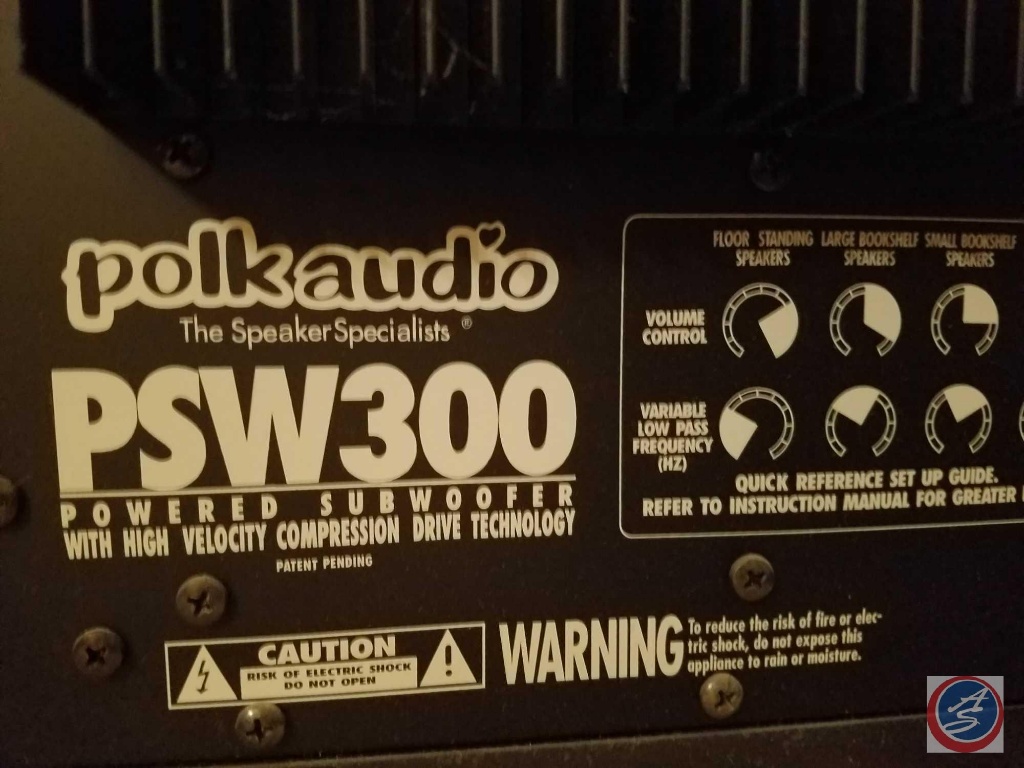 polkaudio
The Speaker Specialists ®
PSW300
POWERED SUBWOOFER
WITH HIGH VELOCITY COMPRESSION DRIVE TECHNOLOGY
PATENT PENDING
FLOOR STANDING
SPEAKERS
LARGE BOOKSHELF
SPEAKERS
SMALL BOOKSHELF
SPEAKERS
VOLUME
CONTROL
VARIABLE
LOW PASS
FREQUENCY
(HZ)
QUICK REFERENCE SET UP GUIDE.
REFER TO INSTRUCTION MANUAL FOR GREATER
CAUTION
RISK OF ELECTRIC SHOCK
DO NOT OPEN
WARNING
To reduce the risk of fire or elec-
tric shock, do not expose this
appliance to rain or moisture.
AS